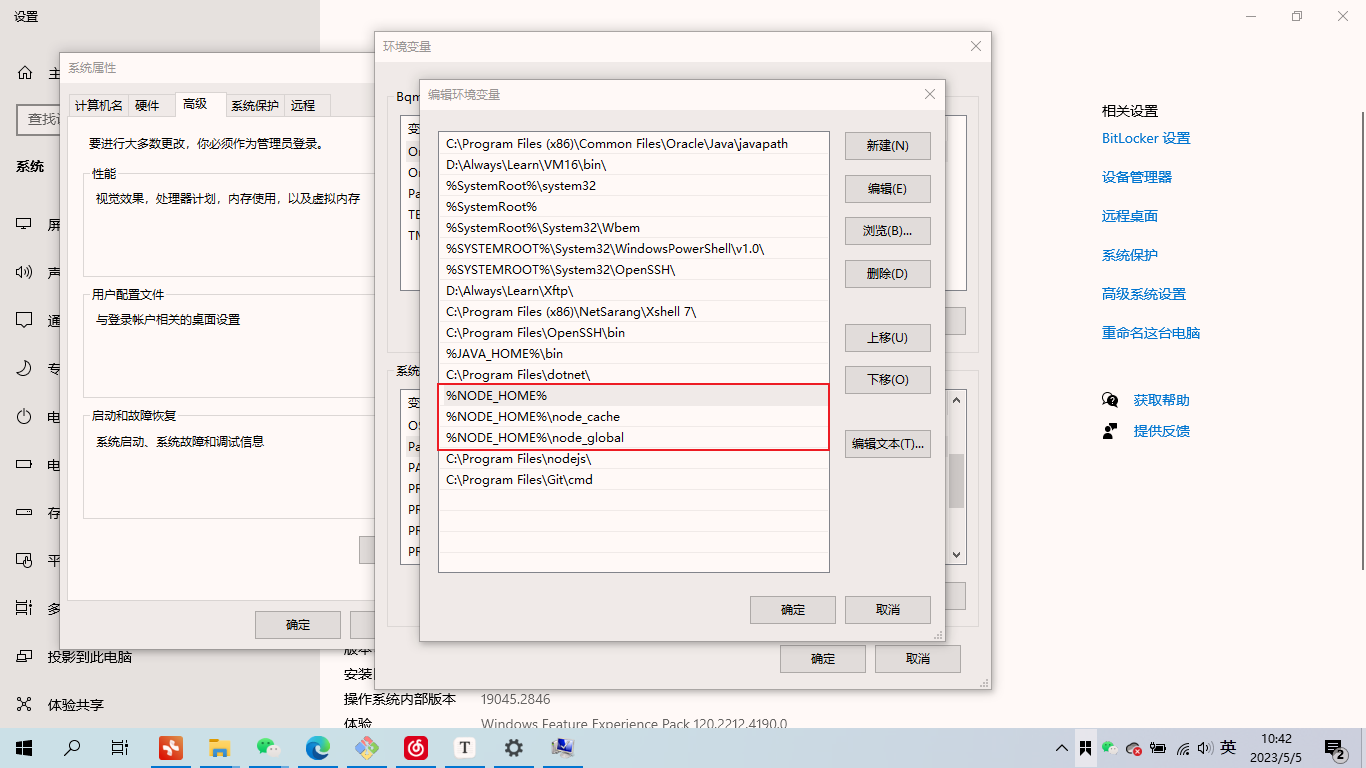 设置
系统属性
计算机名
硬件
高级
系统保护
远程
要进行大多数更改，你必须作为管理员登录。
性能
视觉效果，处理器计划，内存使用，以及虚拟内存
用户配置文件
与登录帐户相关的桌面设置
启动和故障恢复
系统启动、系统故障和调试信息
确定
主
查找
系统
屏
声
通
专
电
电
存
平
多
投影到此电脑
体验共享
环境变量
Bqm
变
Or
Or
Pa
TE
TM
系统
变
OS
Pa
PA
PF
PF
PF
PF
确定
取消
编辑环境变量
C:\Program Files (x86)\Common Files\Oracle\Java\javapath
D:\Always\Learn\VM16\bin\
%SystemRoot%\system32
%SystemRoot%
%SystemRoot%\System32\Wbem
%SYSTEMROOT%\System32\WindowsPowerShell\v1.0\
%SYSTEMROOT%\System32\OpenSSH\
D:\Always\Learn\Xftp\
C:\Program Files (x86)\NetSarang\Xshell 7\
C:\Program Files\OpenSSH\bin
%JAVA_HOME%\bin
C:\Program Files\dotnet\
%NODE_HOME%
%NODE_HOME%\node_cache
%NODE_HOME%\node_global
C:\Program Files\nodejs\
C:\Program Files\Git\cmd
新建(N)
编辑(E)
浏览(B)...
删除(D)
上移(U)
下移(O)
编辑文本(T)...
确定
取消
版本
安装
操作系统内部版本 19045.2846
体验 Windows Feature Experience Pack 120.2212.4190.0
相关设置
BitLocker 设置
设备管理器
远程桌面
系统保护
高级系统设置
重命名这台电脑
获取帮助
提供反馈
T
英
10:42
2023/5/5
2